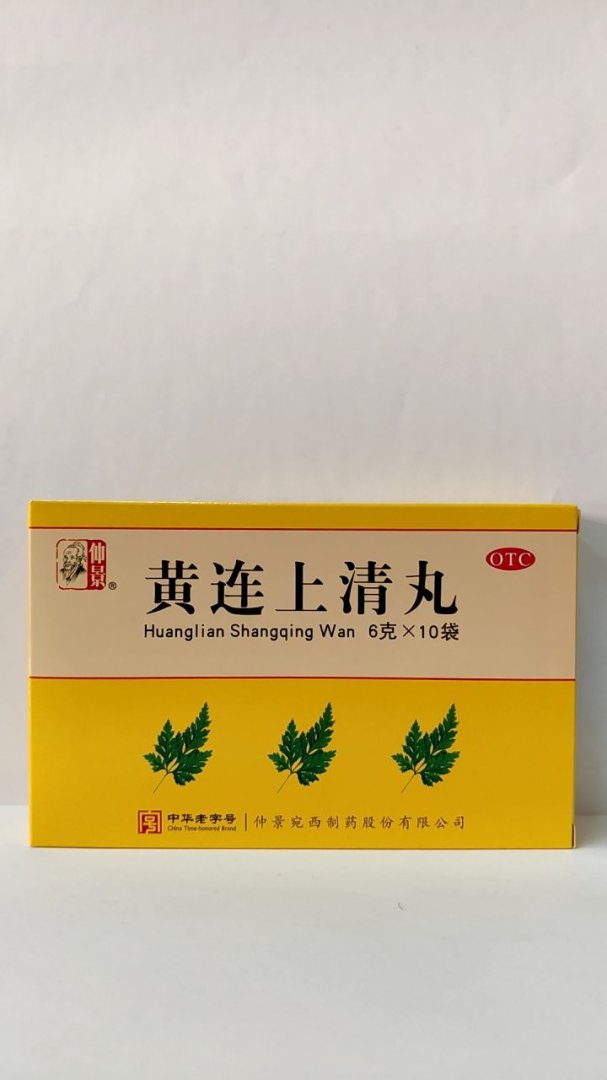 仲景®
OTC
黄连上清丸
Huanglian Shangqing Wan 6克×10袋
中华老字号
China Time-honored Brand
仲景宛西制药股份有限公司